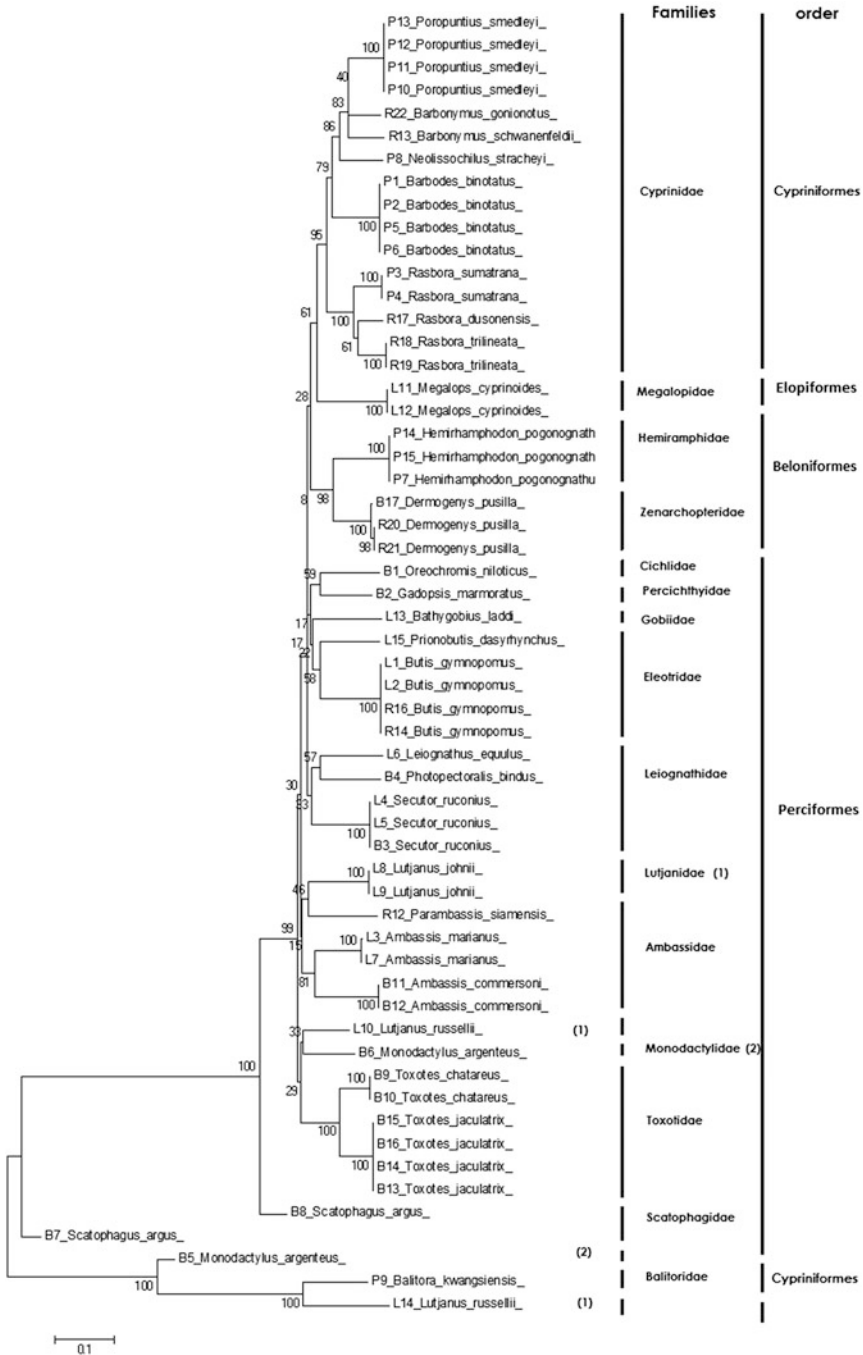 Families order
P13_Poropuntius_smedleyi_
P12_Poropuntius_smedleyi_
100
P11_Poropuntius_smedleyi_
40
P10_Poropuntius_smedleyi_
83
R22_Barbonymus_gonionotus_
86
R13_Barbonymus_schwanenfeldii_
P8_Neolissochilus_stracheyi_
79
P1_Barbodes_binotatus_
P2_Barbodes_binotatus_ Cyprinidae Cypriniformes
P5_Barbodes_binotatus_
100
P6_Barbodes_binotatus_
95
100 P3_Rasbora_sumatrana_
P4_Rasbora_sumatrana_
61 100 R17_Rasbora_dusonensis_
61 R18_Rasbora_trilineata_
100 R19_Rasbora_trilineata_
L11_Megalops_cyprinoides_ Megalopidae Elopiformes
28 100 L12_Megalops_cyprinoides_
P14_Hemirhamphodon_pogonognath Hemiramphidae
100 P15_Hemirhamphodon_pogonognath
P7_Hemirhamphodon_pogonognathu Beloniformes
8 98 B17_Dermogenys_pusilla_ Zenarchopteridae
100 R20_Dermogenys_pusilla_
98 R21_Dermogenys_pusilla_
59 B1_Oreochromis_niloticus_ Cichlidae
B2_Gadopsis_marmoratus_ Percichthyidae
17 L13_Bathygobius_laddi_ Gobiidae
17 22 L15_Prionobutis_dasyrhynchus_
58 L1_Butis_gymnopomus_ Eleotridae
L2_Butis_gymnopomus_
100 R16_Butis_gymnopomus_
R14_Butis_gymnopomus_
57 L6_Leiognathus_equulus_
B4_Photopectoralis_bindus_ Leiognathidae
30 33 L4_Secutor_ruconius_
L5_Secutor_ruconius_ Perciformes
100 B3_Secutor_ruconius_
100 L8_Lutjanus_johnii_ Lutjanidae (1)
46 L9_Lutjanus_johnii_
R12_Parambassis_siamensis_
99 15 100 L3_Ambassis_marianus_ Ambassidae
L7_Ambassis_marianus_
81 B11_Ambassis_commersoni_
100 B12_Ambassis_commersoni_
33 L10_Lutjanus_russellii_ (1)
B6_Monodactylus_argenteus_ Monodactylidae (2)
100 100 B9_Toxotes_chatareus_
29 B10_Toxotes_chatareus_
100 B15_Toxotes_jaculatrix_ Toxotidae
B16_Toxotes_jaculatrix_
100 B14_Toxotes_jaculatrix_
B13_Toxotes_jaculatrix_
B8_Scatophagus_argus_ Scatophagidae
B7_Scatophagus_argus_
B5_Monodactylus_argenteus_ (2)
100 P9_Balitora_kwangsiensis_ Balitoridae Cypriniformes
100 L14_Lutjanus_russellii_ (1)
0.1